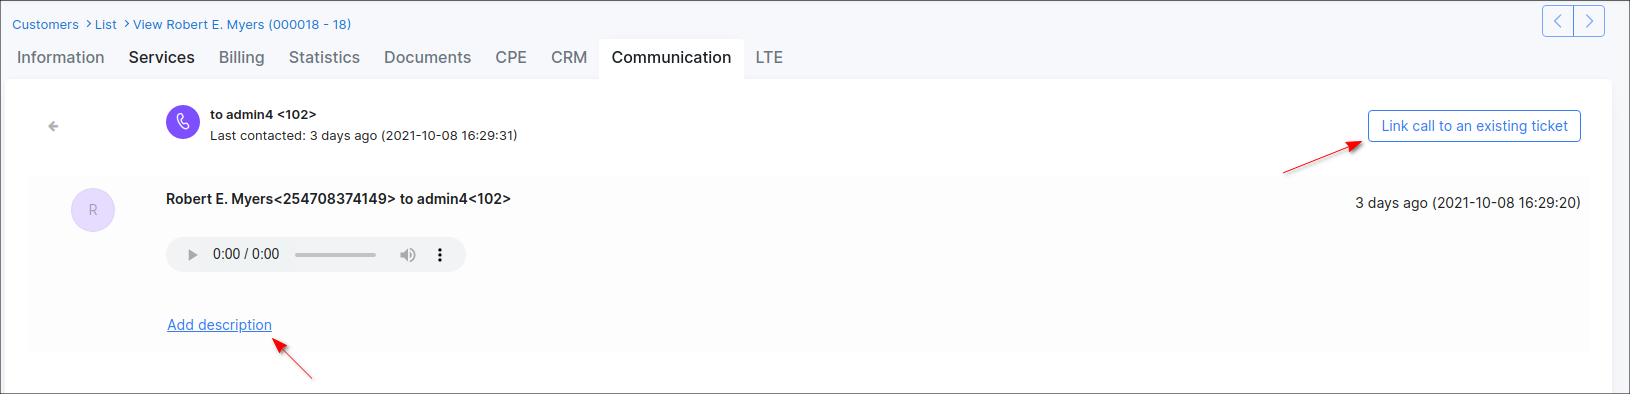 Customers > List > View Robert E. Myers (000018 - 18)
Information Services Billing Statistics Documents CPE CRM Communication LTE
to admin4 <102>
Last contacted: 3 days ago (2021-10-08 16:29:31)
Link call to an existing ticket
R
Robert E. Myers<254708374149> to admin4<102>
3 days ago (2021-10-08 16:29:20)
0:00 / 0:00
Add description